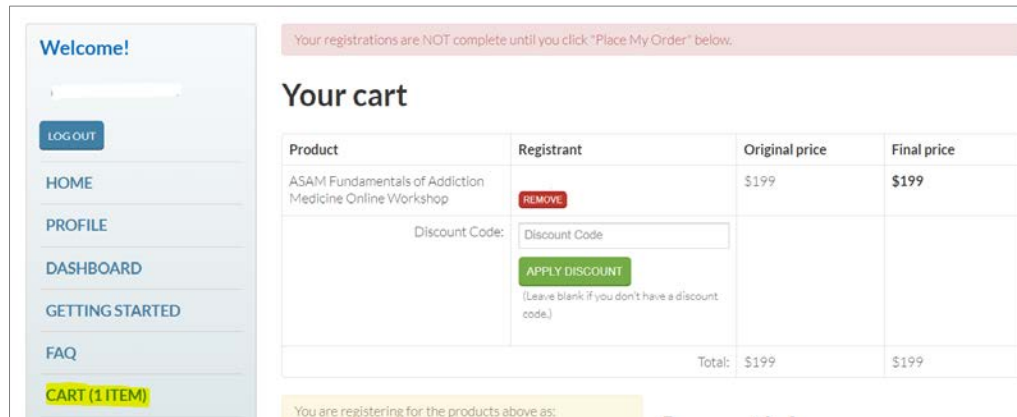 Welcome!
LOG OUT
HOME
PROFILE
DASHBOARD
GETTING STARTED
FAQ
CART (1 ITEM)
Your registrations are NOT complete until you click "Place My Order" below.
Your cart
Product Registrant Original price Final price
ASAM Fundamentals of Addiction $199 $199
Medicine Online Workshop REMOVE
Discount Code: Discount Code
APPLY DISCOUNT
(Leave blank if you don't have a discount
code.)
Total: $199 $199
You are registering for the products above as: